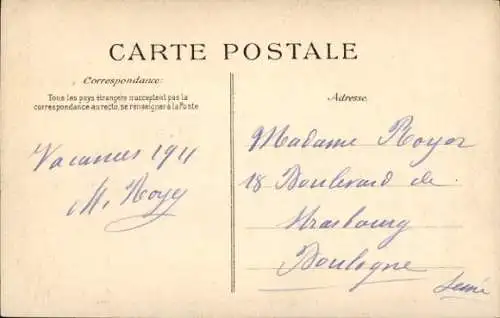 CARTE POSTALE
Correspondance:
Tous les pays étrangers n'acceptent pas la
correspondance au recto, se renseigner à la Poste
Vacances 1911
M. Royer
Adresse
Madame Royer
18 Boulevard de
Strasbourg
Boulogne
Seine